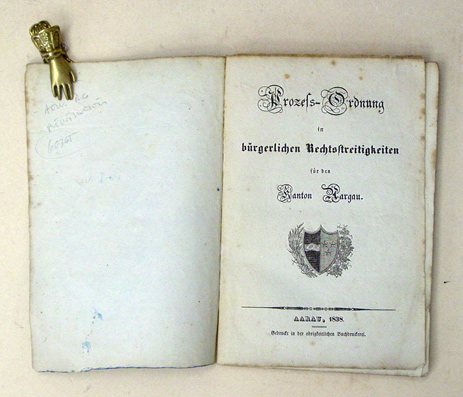 Prozeſs-Ordnung
in
bürgerlichen Rechtsſtreitigkeiten
für den
Kanton Aargau.
AARAU, 1838.
Gedruckt in der obrigkeitlichen Buchdruckerei.